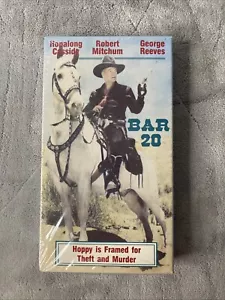 Hopalong Robert George
Cassidy Mitchum Reeves
BAR
20
Hoppy is Framed for
Theft and Murder